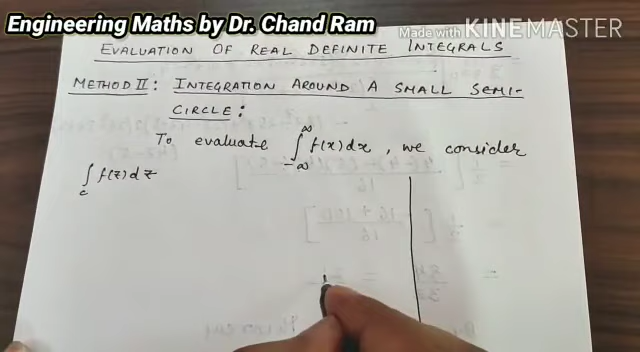 Engineering Maths by Dr. Chand Ram
Made with KINEMASTER
EVALUATION OF REAL DEFINITE INTEGRALS
METHOD II: INTEGRATION AROUND A SMALL SEMI-
CIRCLE:
To evaluate ∫_{-∞}^{∞} f(x)dx, we consider
∫_c f(z)dz